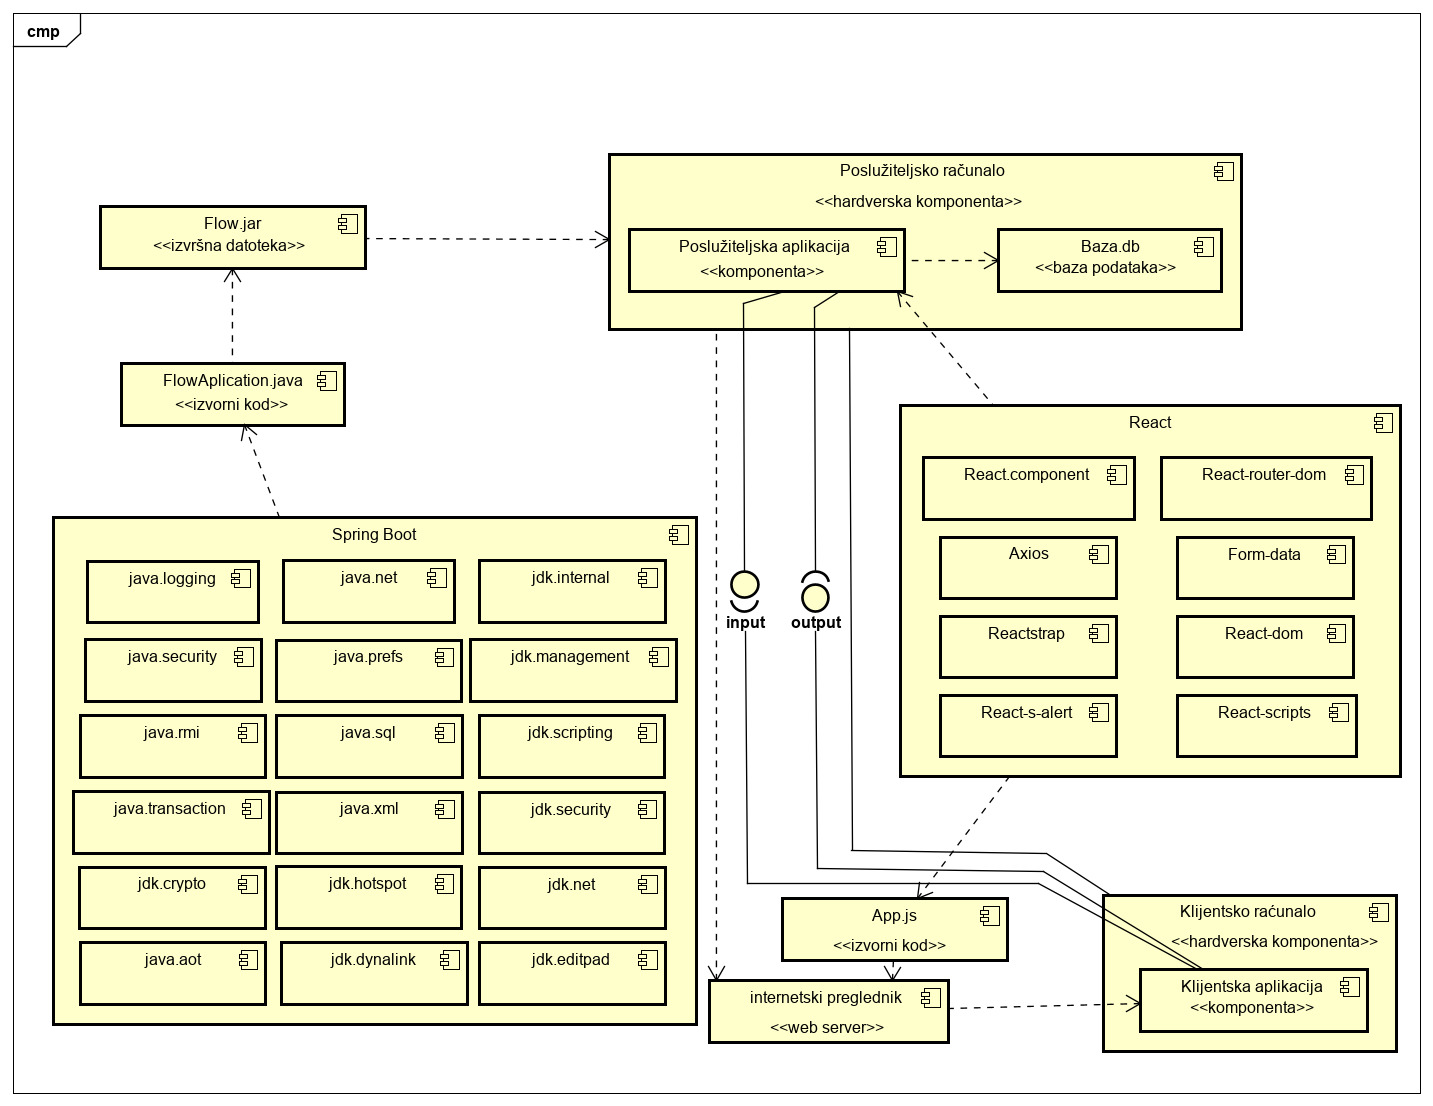 cmp
Poslužiteljsko računalo
<<hardverska komponenta>>
Flow.jar
<<izvršna datoteka>>
Poslužiteljska aplikacija
<<komponenta>>
Baza.db
<<baza podataka>>
FlowAplication.java
<<izvorni kod>>
React
React.component
React-router-dom
Axios
Form-data
Reactstrap
React-dom
React-s-alert
React-scripts
Spring Boot
java.logging
java.net
jdk.internal
java.security
java.prefs
jdk.management
java.rmi
java.sql
jdk.scripting
java.transaction
java.xml
jdk.security
jdk.crypto
jdk.hotspot
jdk.net
java.aot
jdk.dynalink
jdk.editpad
input
output
App.js
<<izvorni kod>>
internetski preglednik
<<web server>>
Klijentsko raćunalo
<<hardverska komponenta>>
Klijentska aplikacija
<<komponenta>>